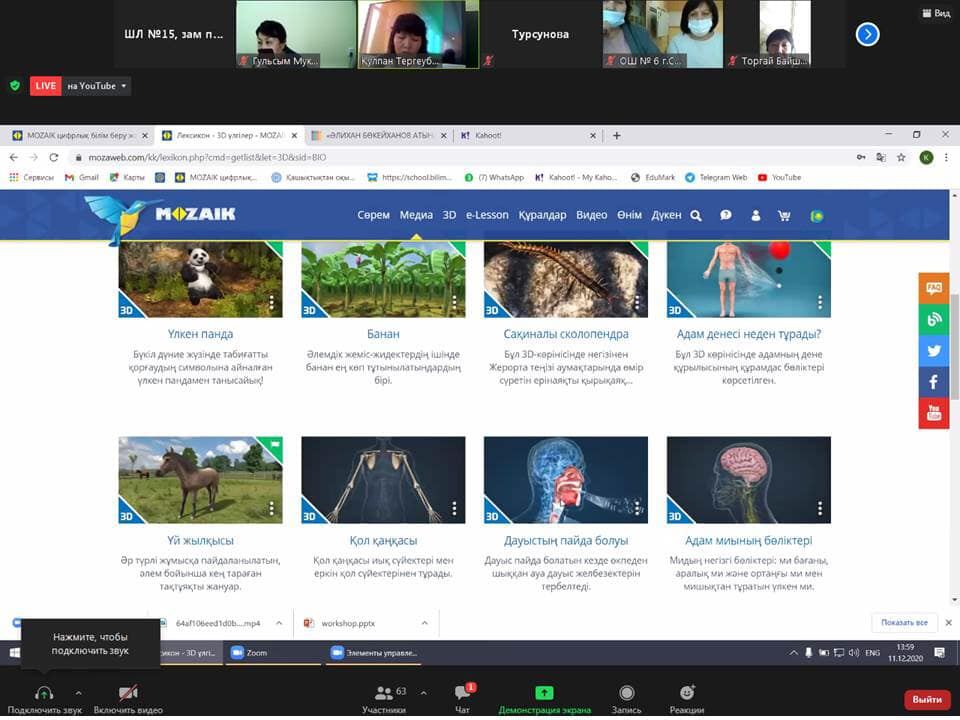 ШЛ №15, зам п...
Гульсым Мук...
Қулпан Тергеуб...
Турсунова
ОШ № 6 г.С...
Торгай Байш...
Вид
LIVE
на YouTube
MOZAIK цифрлық білім беру жә
Лексикон - 3D үлгілер - MOZAI
«ӘЛИХАН БӨКЕЙХАНОВ АТЫН
Kahoot!
mozaweb.com/kk/lexikon.php?cmd=getlist&let=3D&sid=BIO
Сервисы
Gmail
Карты
MOZAIK цифрлық...
Қашықтықтан оқы...
https://school.bilim...
(7) WhatsApp
Kahoot! - My Kaho...
EduMark
Telegram Web
YouTube
MOZAIK
Сөрем
Медиа
3D
e-Lesson
Құралдар
Видео
Өнім
Дүкен
3D
3D
3D
3D
FAQ
Үлкен панда
Банан
Сақиналы сколопендра
Адам денесі неден тұрады?
Бүкіл дүние жүзінде табиғатты
қорғаудың символына айналған
үлкен пандамен танысайық!
Әлемдік жеміс-жидектердің ішінде
банан ең көп тұтынылатындардың
бірі.
Бұл 3D-көрінісінде негізінен
Жерорта теңізі аумақтарында өмір
сүретін ерінаяқты қырықаяқ...
Бұл 3D көрінісінде адамның дене
құрылысының құрамдас бөліктері
көрсетілген.
You
Tube
3D
3D
3D
3D
Үй жылқысы
Қол қаңқасы
Дауыстың пайда болуы
Адам миының бөліктері
Әр түрлі жұмысқа пайдаланылатын,
әлем бойынша кең тараған
тақтұяқты жануар.
Қол қаңқасы иық сүйектері мен
еркін қол сүйектерінен тұрады.
Дауыс пайда болатын кезде өкпеден
шыққан ауа дауыс желбезектерін
тербелтеді.
Мидың негізгі бөліктері: ми бағаны,
аралық ми және ортаңғы ми мен
мишықтан тұратын үлкен ми.
64af106eed1d0b....mp4
workshop.pptx
Показать все
Нажмите, чтобы
подключить звук
ксикон - 3D үлгі...
Zoom
Элементы управле...
ENG
13:59
11.12.2020
Подключить звук
Включить видео
63
Участники
1
Чат
Демонстрация экрана
Запись
Реакции
Выйти